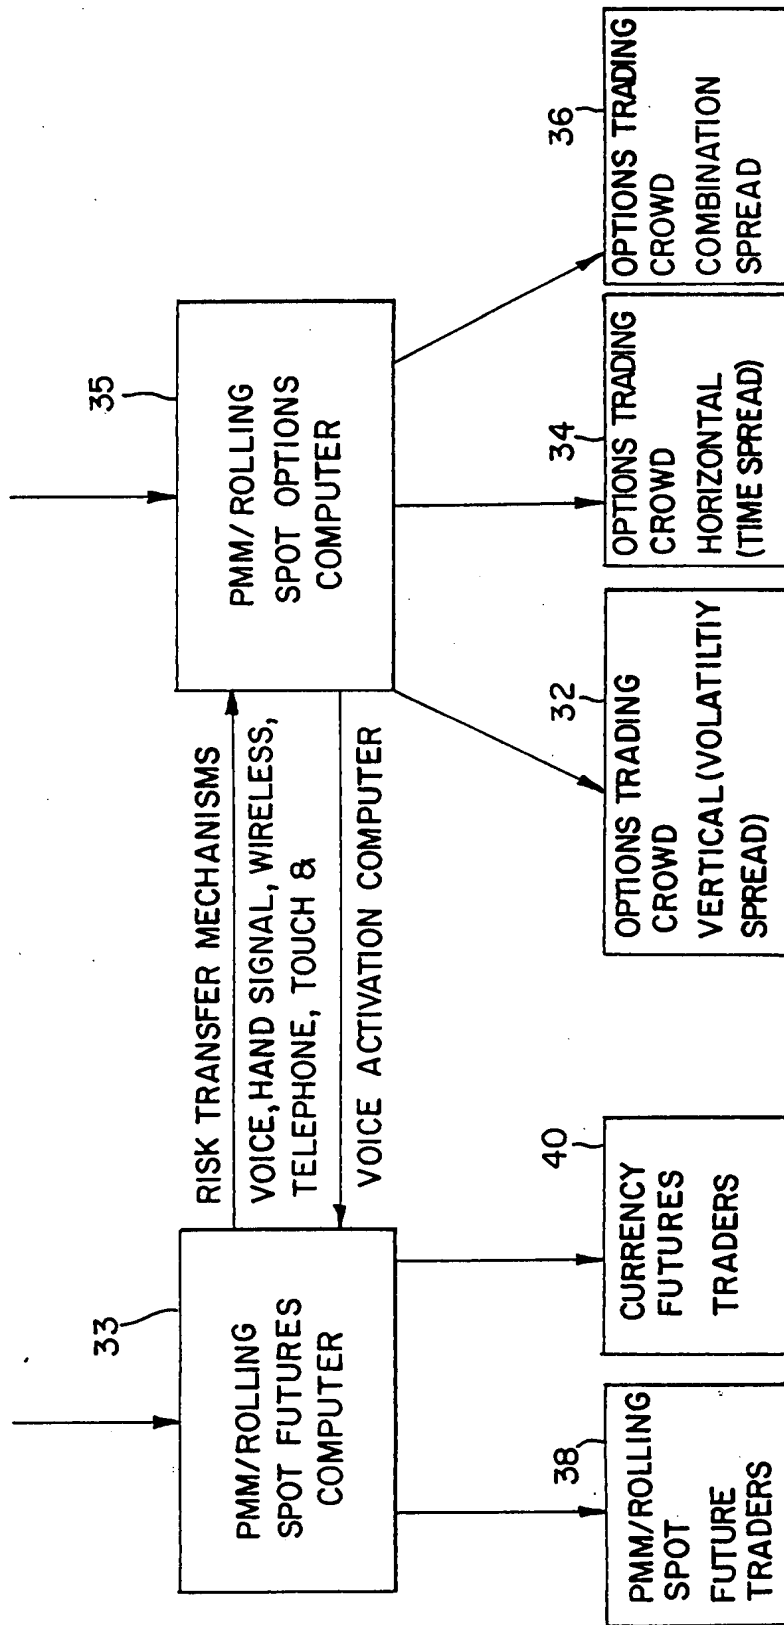 33
PMM/ROLLING
SPOT FUTURES
COMPUTER
RISK TRANSFER MECHANISMS
VOICE, HAND SIGNAL, WIRELESS,
TELEPHONE, TOUCH &
VOICE ACTIVATION COMPUTER
35
PMM/ROLLING
SPOT OPTIONS
COMPUTER
38
PMM/ROLLING
SPOT
FUTURE
TRADERS
40
CURRENCY
FUTURES
TRADERS
32
OPTIONS TRADING
CROWD
VERTICAL (VOLATILTIY
SPREAD)
34
OPTIONS TRADING
CROWD
HORIZONTAL
(TIME SPREAD)
36
OPTIONS TRADING
CROWD
COMBINATION
SPREAD